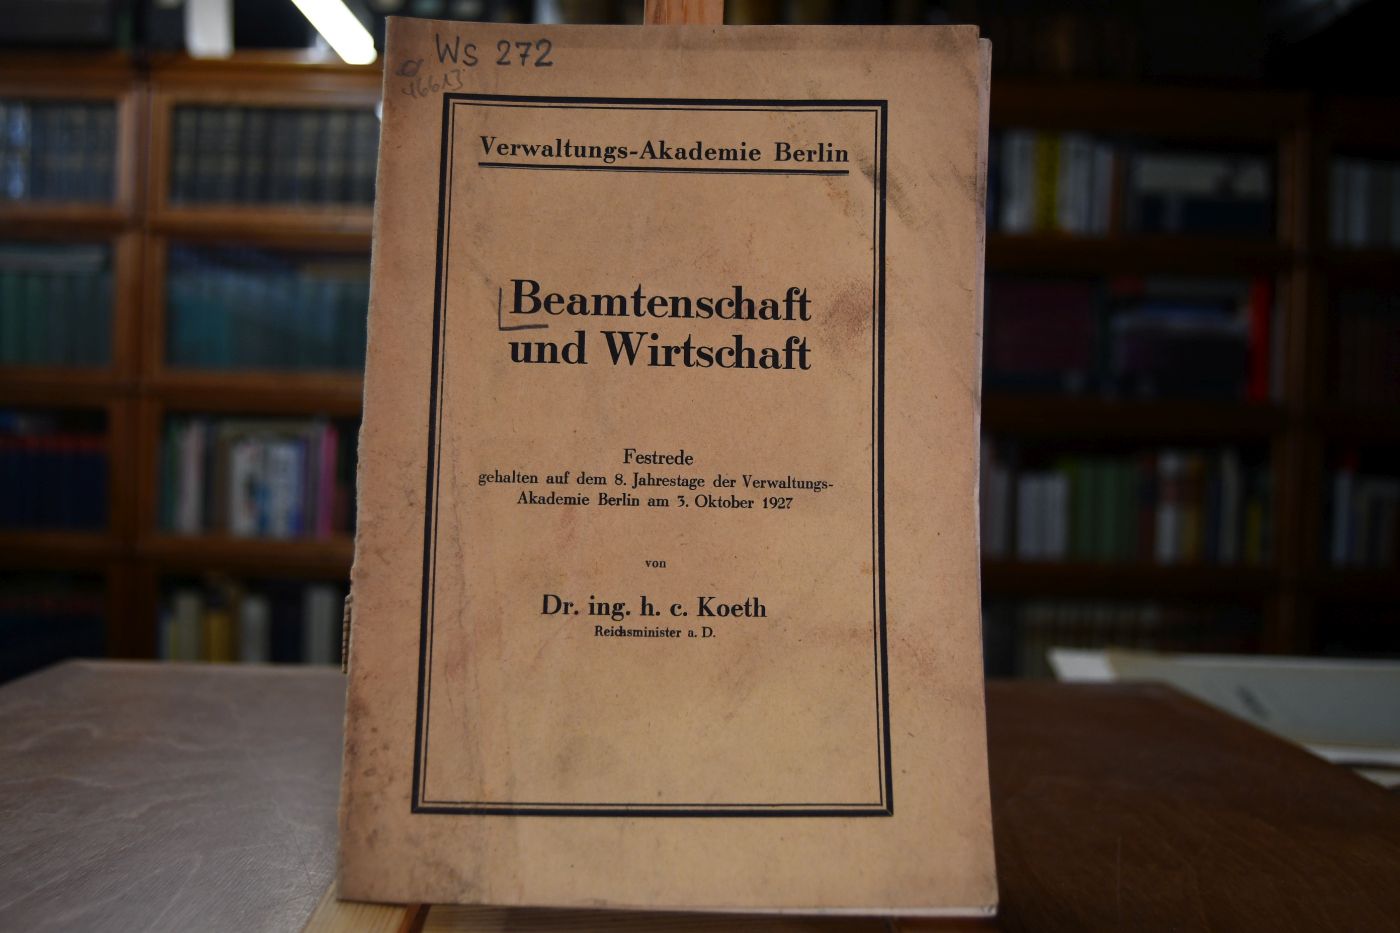 Ws 272
46613
Verwaltungs-Akademie Berlin
Beamtenschaft
und Wirtschaft
Festrede
gehalten auf dem 8. Jahrestage der Verwaltungs-
Akademie Berlin am 3. Oktober 1927
von
Dr. ing. h. c. Koeth
Reichsminister a. D.